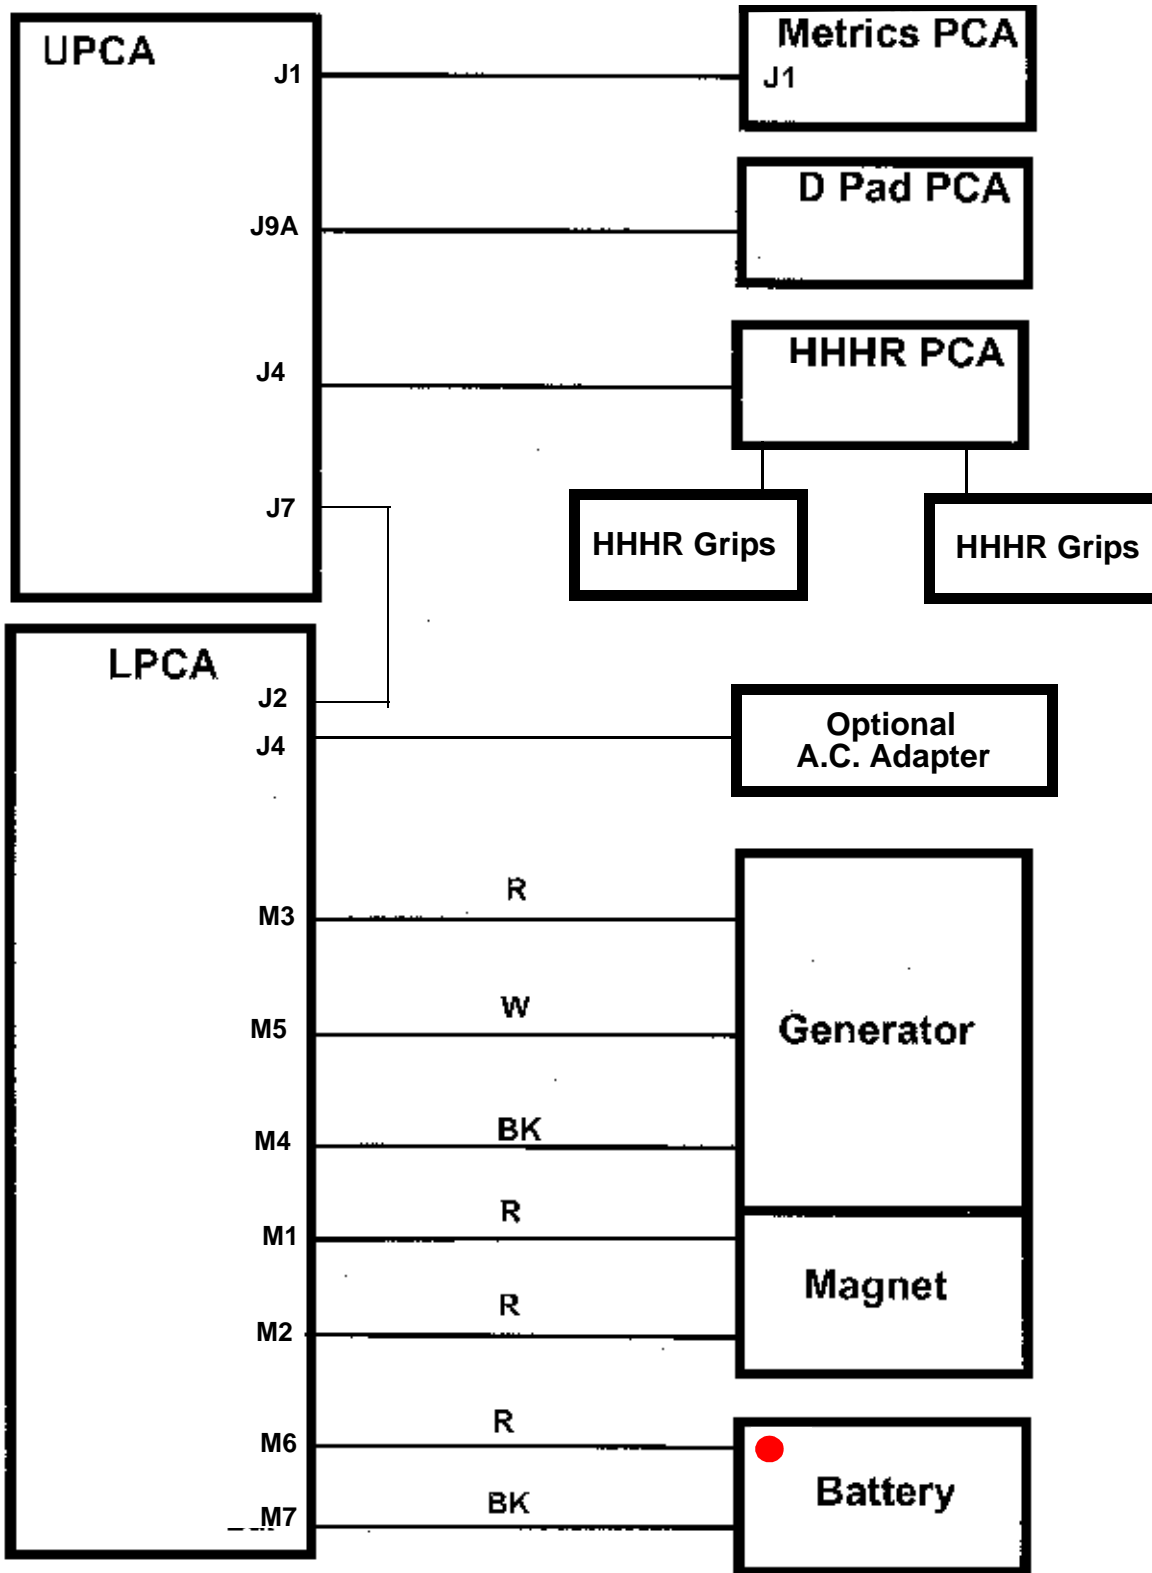 UPCA
J1
Metrics PCA
J1
J9A
D Pad PCA
J4
HHHR PCA
J7
HHHR Grips
HHHR Grips
LPCA
J2
J4
Optional
A.C. Adapter
M3
R
M5
W
Generator
M4
BK
M1
R
Magnet
M2
R
M6
R
Battery
M7
BK